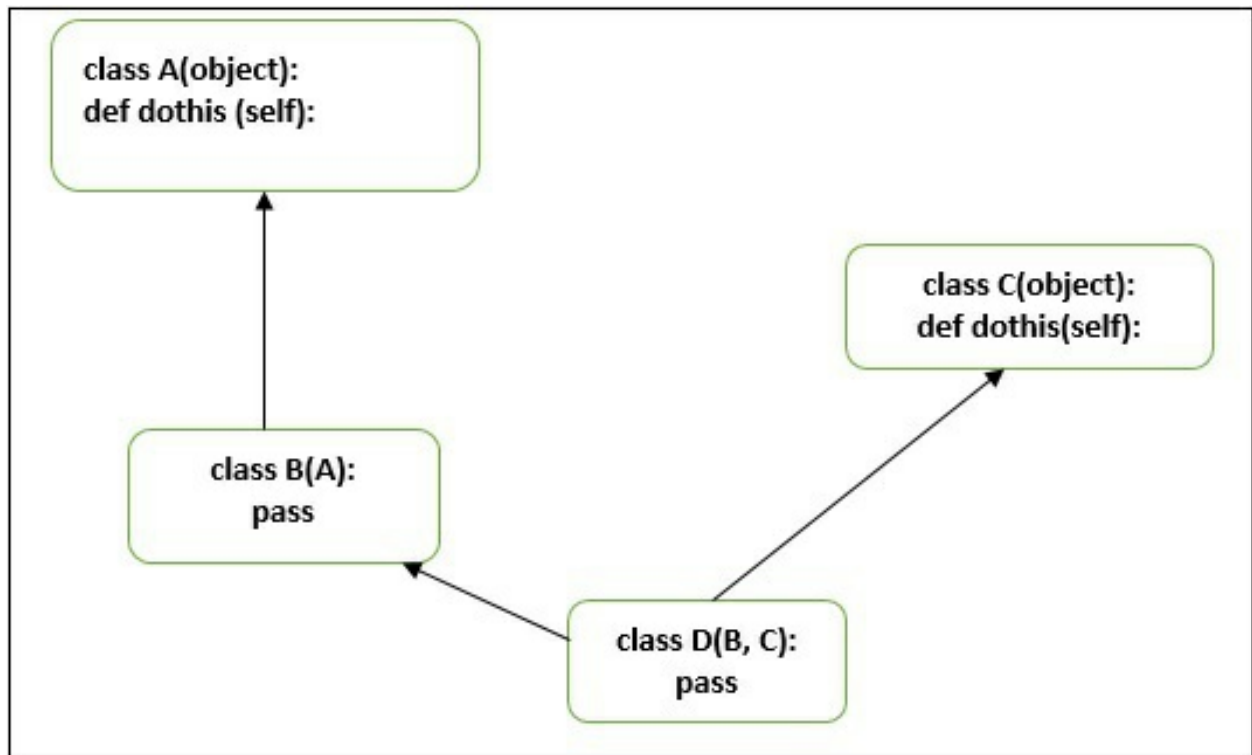 class A(object):
def dothis (self):
class C(object):
def dothis(self):
class B(A):
pass
class D(B, C):
pass